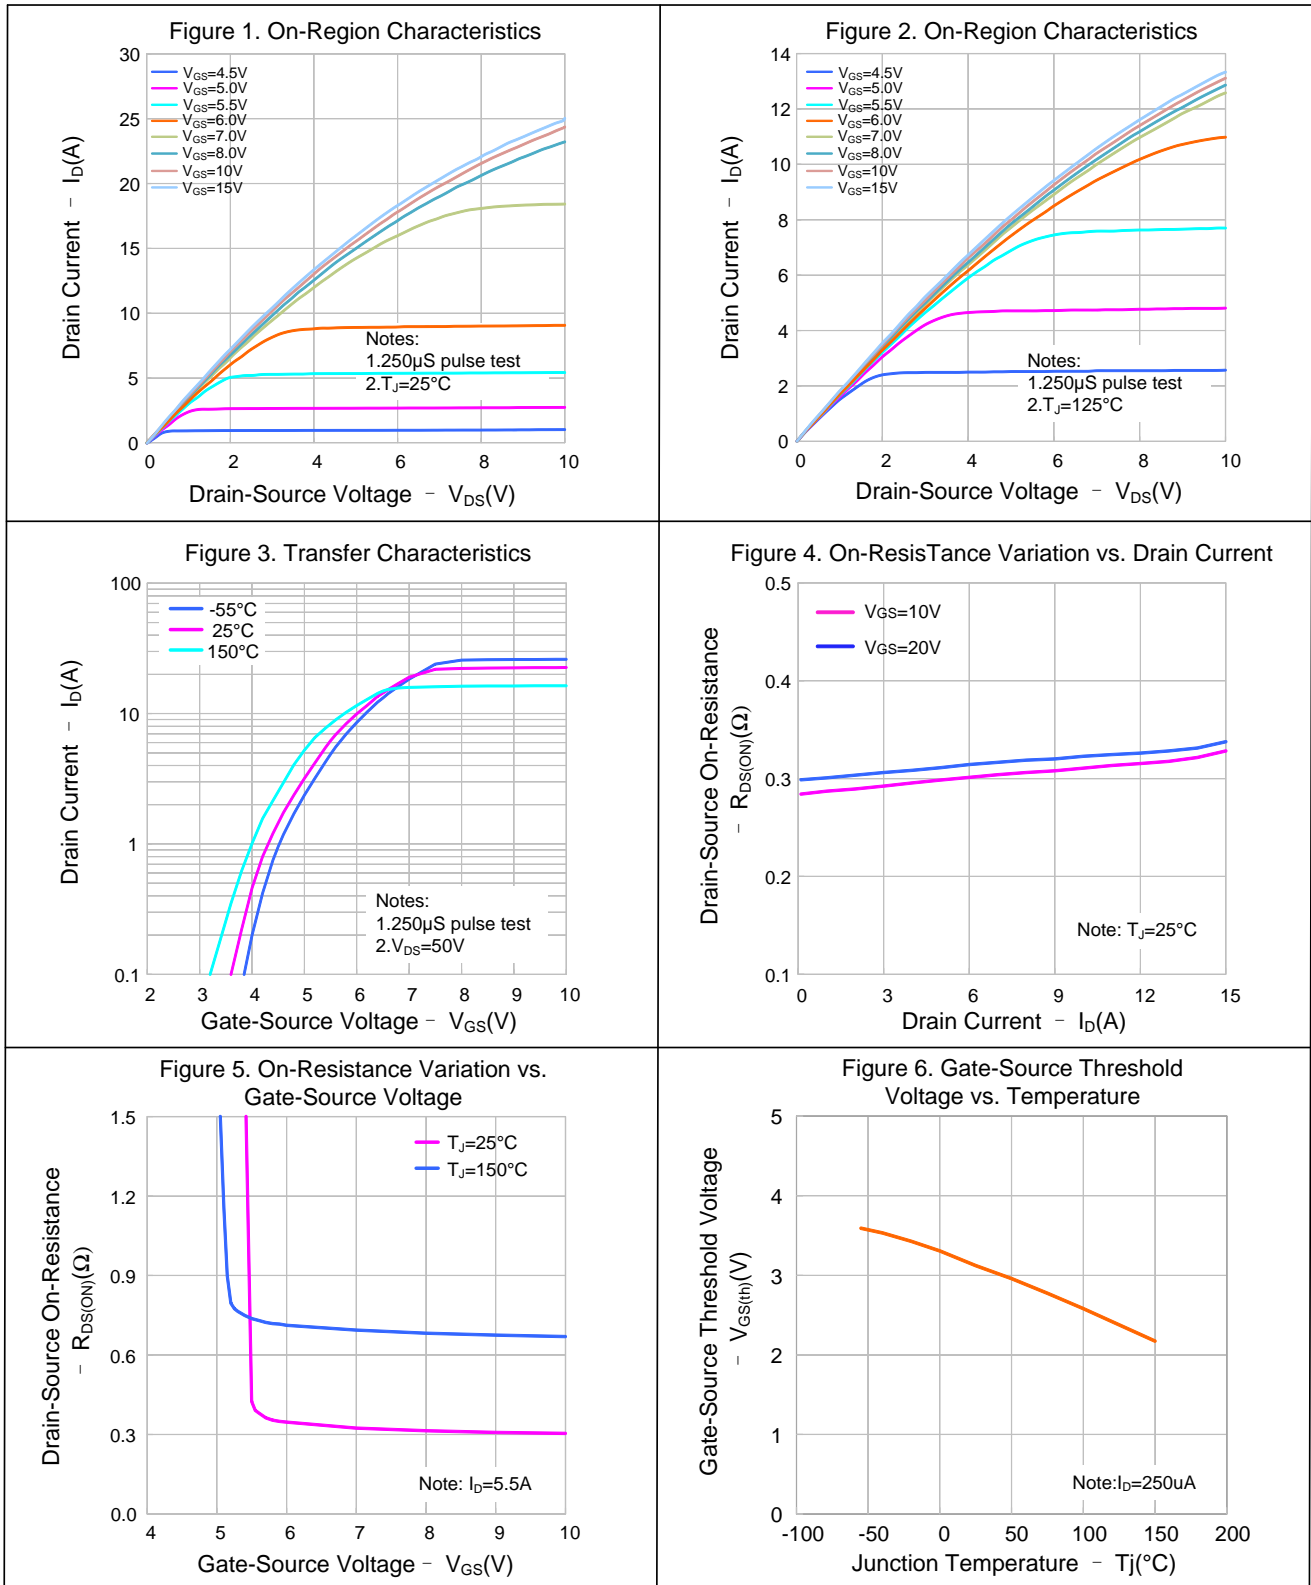 Figure 1. On-Region Characteristics
Drain Current － ID(A)
30
25
20
15
10
5
0
VGS=4.5V
VGS=5.0V
VGS=5.5V
VGS=6.0V
VGS=7.0V
VGS=8.0V
VGS=10V
VGS=15V
Notes:
1.250µS pulse test
2.TJ=25°C
0 2 4 6 8 10
Drain-Source Voltage － VDS(V)
Figure 2. On-Region Characteristics
Drain Current － ID(A)
14
12
10
8
6
4
2
0
VGS=4.5V
VGS=5.0V
VGS=5.5V
VGS=6.0V
VGS=7.0V
VGS=8.0V
VGS=10V
VGS=15V
Notes:
1.250µS pulse test
2.TJ=125°C
0 2 4 6 8 10
Drain-Source Voltage － VDS(V)
Figure 3. Transfer Characteristics
Drain Current － ID(A)
100
10
1
0.1
-55°C
25°C
150°C
Notes:
1.250µS pulse test
2.VDS=50V
2 3 4 5 6 7 8 9 10
Gate-Source Voltage － VGS(V)
Figure 4. On-ResisTance Variation vs. Drain Current
Drain-Source On-Resistance
－ RDS(ON)(Ω)
0.5
0.4
0.3
0.2
0.1
VGS=10V
VGS=20V
Note: TJ=25°C
0 3 6 9 12 15
Drain Current － ID(A)
Figure 5. On-Resistance Variation vs.
Gate-Source Voltage
Drain-Source On-Resistance
－ RDS(ON)(Ω)
1.5
1.2
0.9
0.6
0.3
0.0
TJ=25°C
TJ=150°C
Note: ID=5.5A
4 5 6 7 8 9 10
Gate-Source Voltage － VGS(V)
Figure 6. Gate-Source Threshold
Voltage vs. Temperature
Gate-Source Threshold Voltage
－ VGS(th)(V)
5
4
3
2
1
0
Note:ID=250uA
-100 -50 0 50 100 150 200
Junction Temperature － Tj(°C)